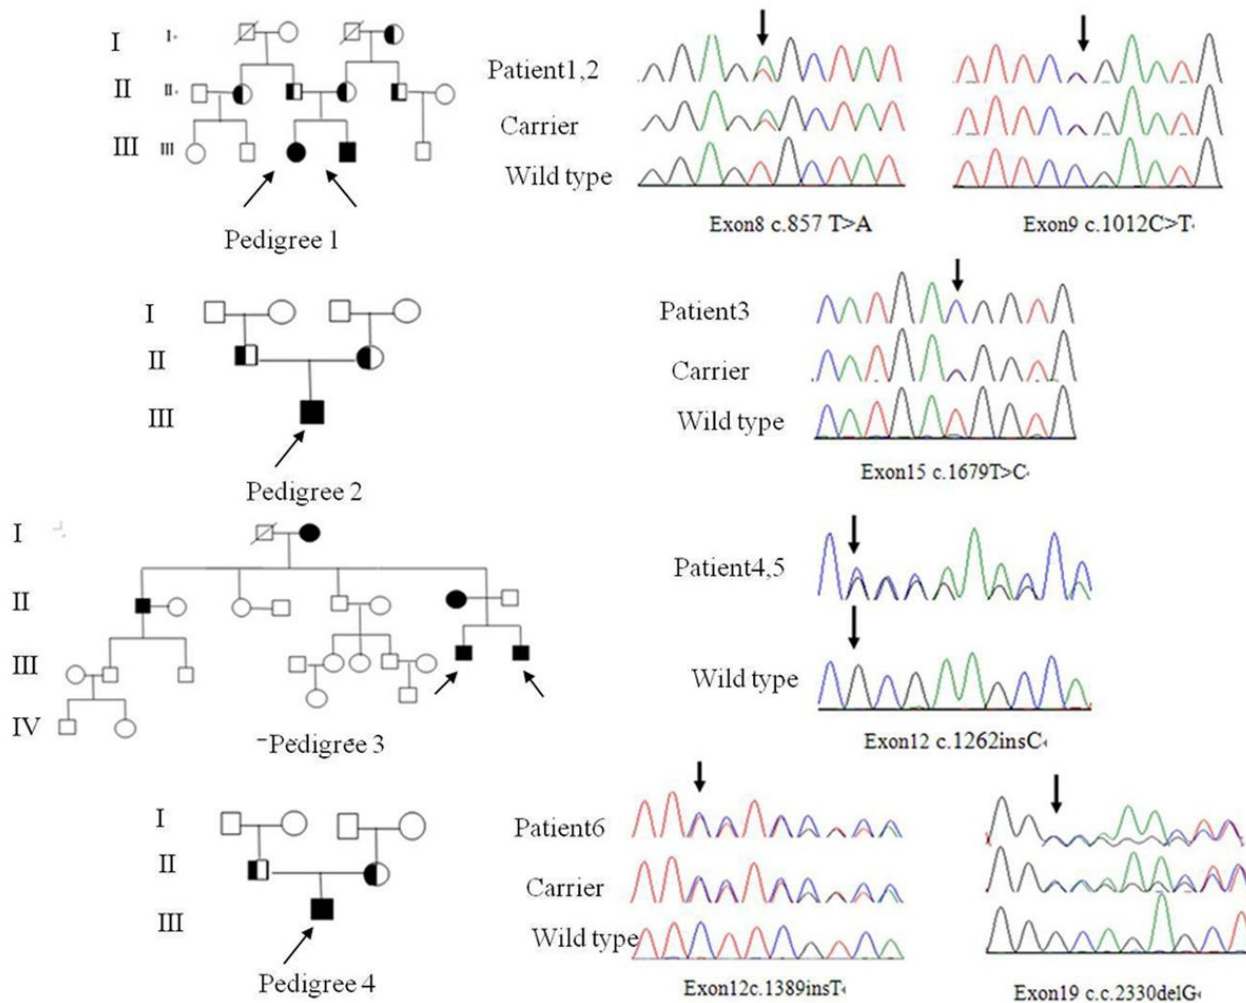 I
I
II
II
III
III
Pedigree 1
Patient1,2
Carrier
Wild type
Exon8 c.857 T>A
Exon9 c.1012C>T
I
II
III
Pedigree 2
Patient3
Carrier
Wild type
Exon15 c.1679T>C
I
II
III
IV
Pedigree 3
Patient4,5
Wild type
Exon12 c.1262insC
I
II
III
Pedigree 4
Patient6
Carrier
Wild type
Exon12c.1389insT
Exon19 c.c.2330delG